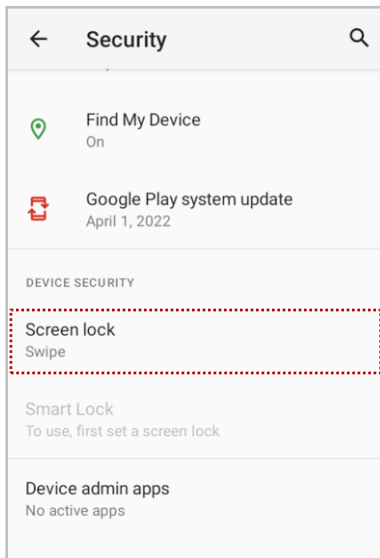 Security
Find My Device
On
Google Play system update
April 1, 2022
DEVICE SECURITY
Screen lock
Swipe
Smart Lock
To use, first set a screen lock
Device admin apps
No active apps